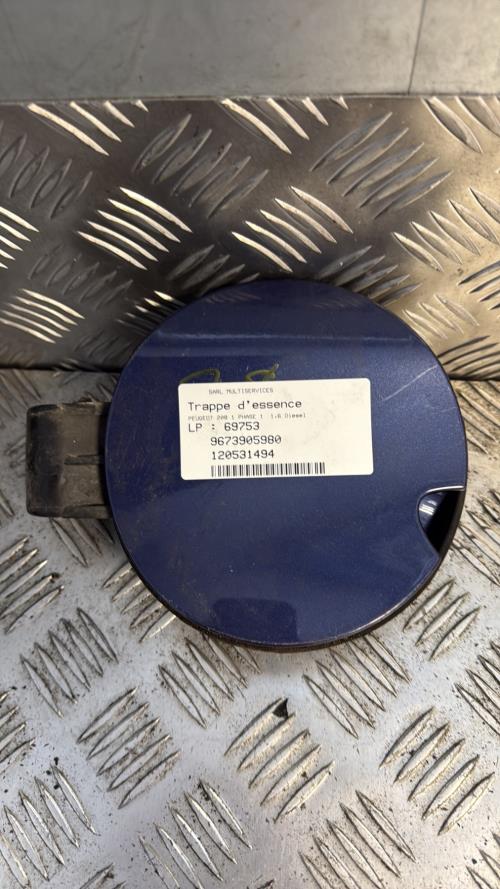 SARL MULTISERVICES
Trappe d'essence
PEUGEOT 208 1 PHASE 1 1.6 Diesel
LP : 69753
9673905980
120531494